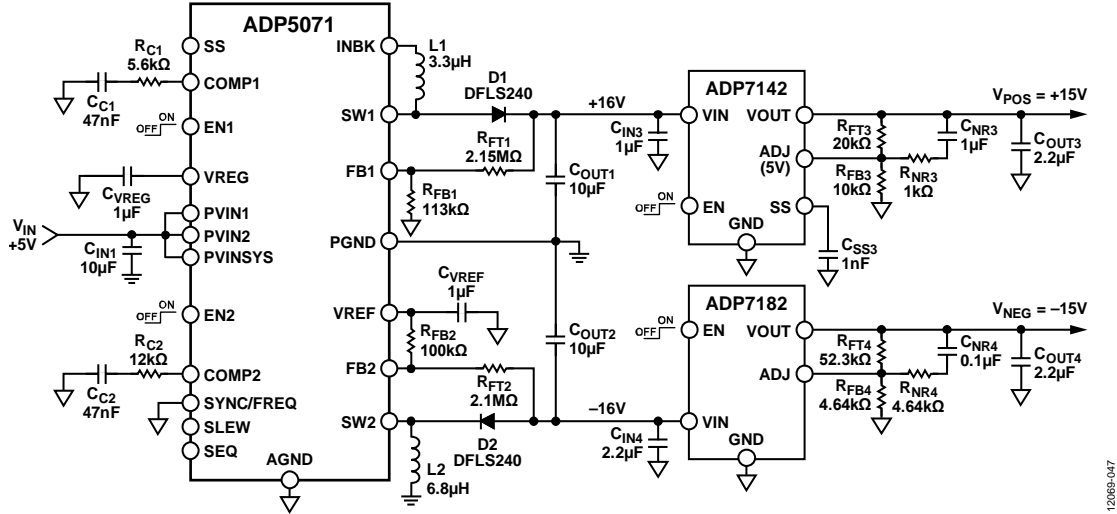 ADP5071
SS
COMP1
EN1
VREG
PVIN1
PVIN2
PVINSYS
EN2
COMP2
SYNC/FREQ
SLEW
SEQ
AGND
INBK
SW1
FB1
PGND
VREF
FB2
SW2
RC1
5.6kΩ
CC1
47nF
ON
OFF
CVREG
1µF
VIN
+5V
CIN1
10µF
ON
OFF
RC2
12kΩ
CC2
47nF
L1
3.3µH
D1
DFLS240
RFT1
2.15MΩ
RFB1
113kΩ
COUT1
10µF
CVREF
1µF
RFB2
100kΩ
COUT2
10µF
RFT2
2.1MΩ
D2
DFLS240
L2
6.8µH
+16V
CIN3
1µF
ON
OFF
ADP7142
VIN
VOUT
ADJ
(5V)
EN
SS
GND
VPOS = +15V
RFT3
20kΩ
CNR3
1µF
COUT3
2.2µF
RFB3
10kΩ
RNR3
1kΩ
CSS3
1nF
ADP7182
ON
OFF
EN
VOUT
ADJ
VIN
GND
–16V
CIN4
2.2µF
VNEG = –15V
RFT4
52.3kΩ
CNR4
0.1µF
COUT4
2.2µF
RFB4
4.64kΩ
RNR4
4.64kΩ
12069-047